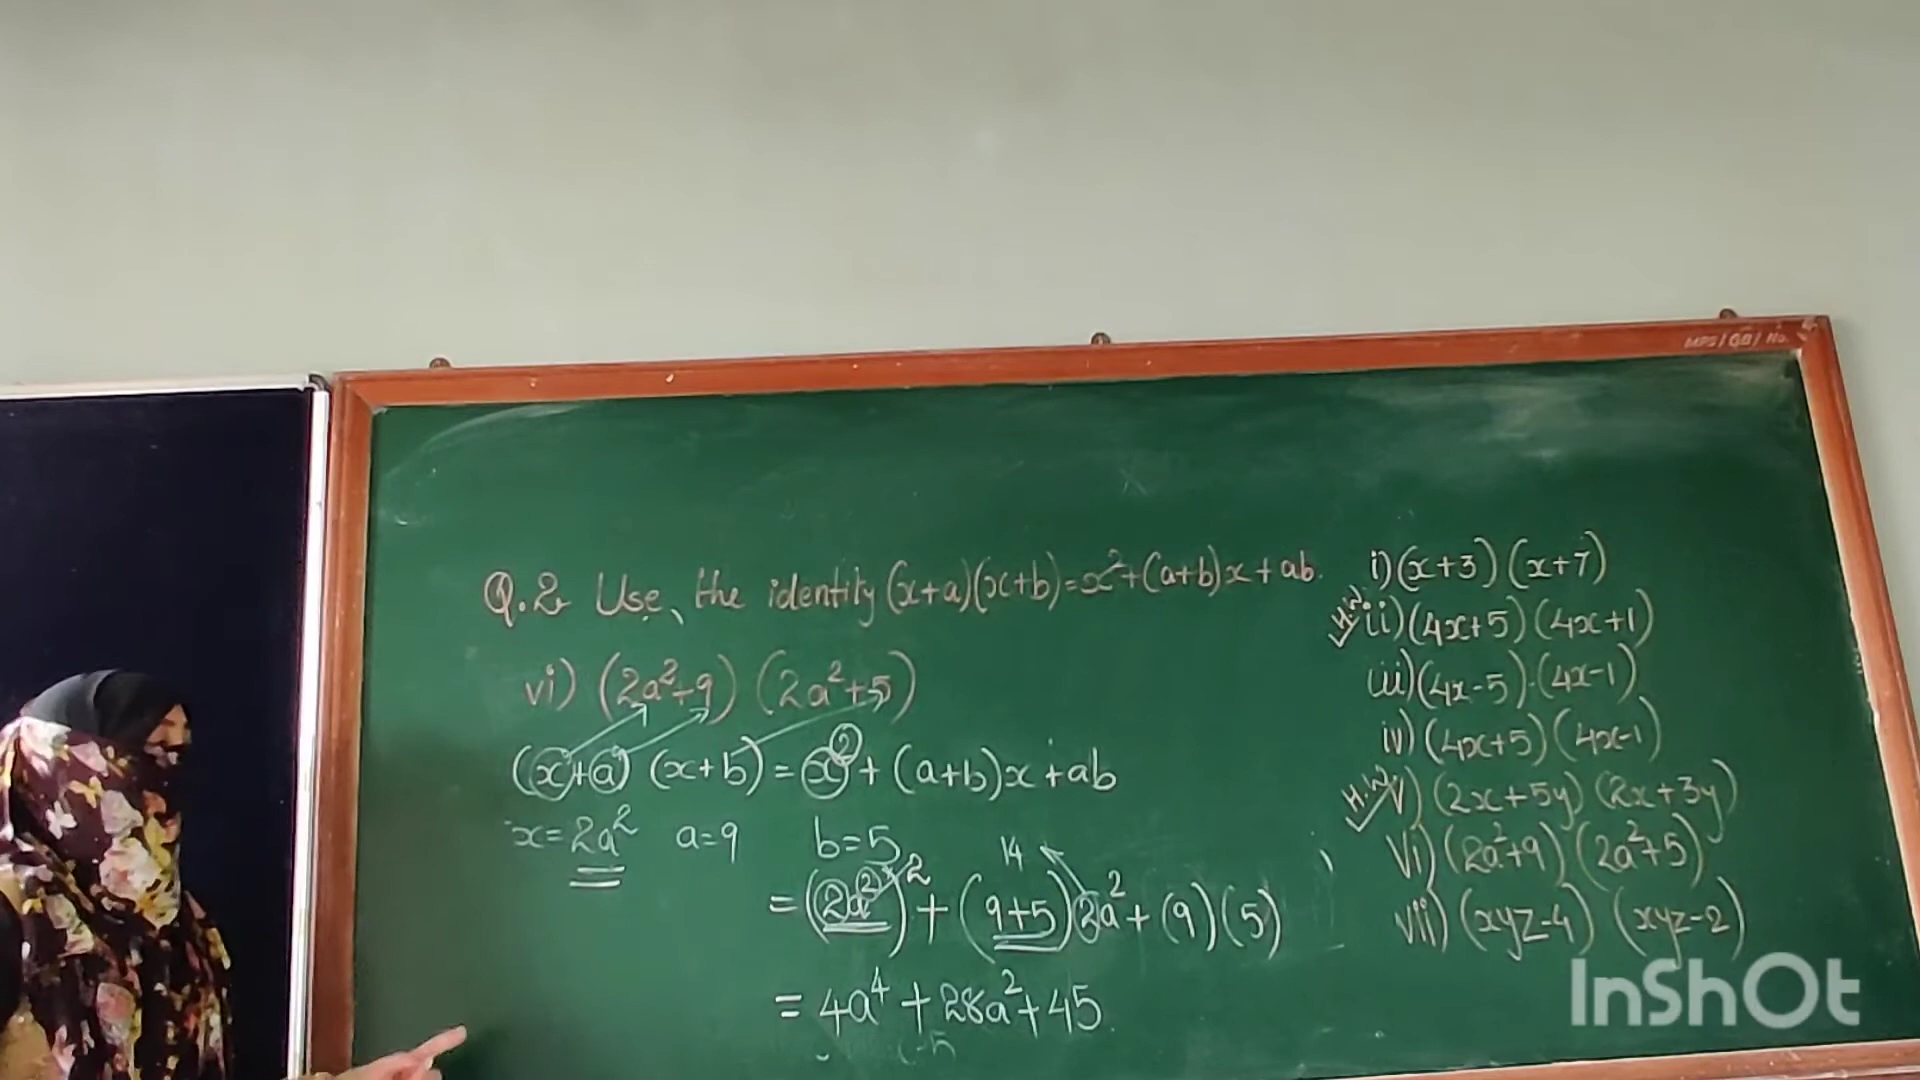 MPS/GB/No.
Q.2. Use, the identity (x+a)(x+b)=x²+(a+b)x+ab.
vi) (2a²+9) (2a²+5)
(x+a) (x+b) = x² + (a+b)x + ab
x=2a² a=9 b=5
14
= (2a²)² + (9+5) 2a² + (9)(5)
= 4a⁴ + 28a² + 45
i) (x+3) (x+7)
H.W. ii) (4x+5) (4x+1)
iii) (4x-5) (4x-1)
iv) (4x+5) (4x-1)
H.W v) (2x+5y) (2x+3y)
vi) (2a²+9) (2a²+5)
vii) (xyz-4) (xyz-2)
InShOt